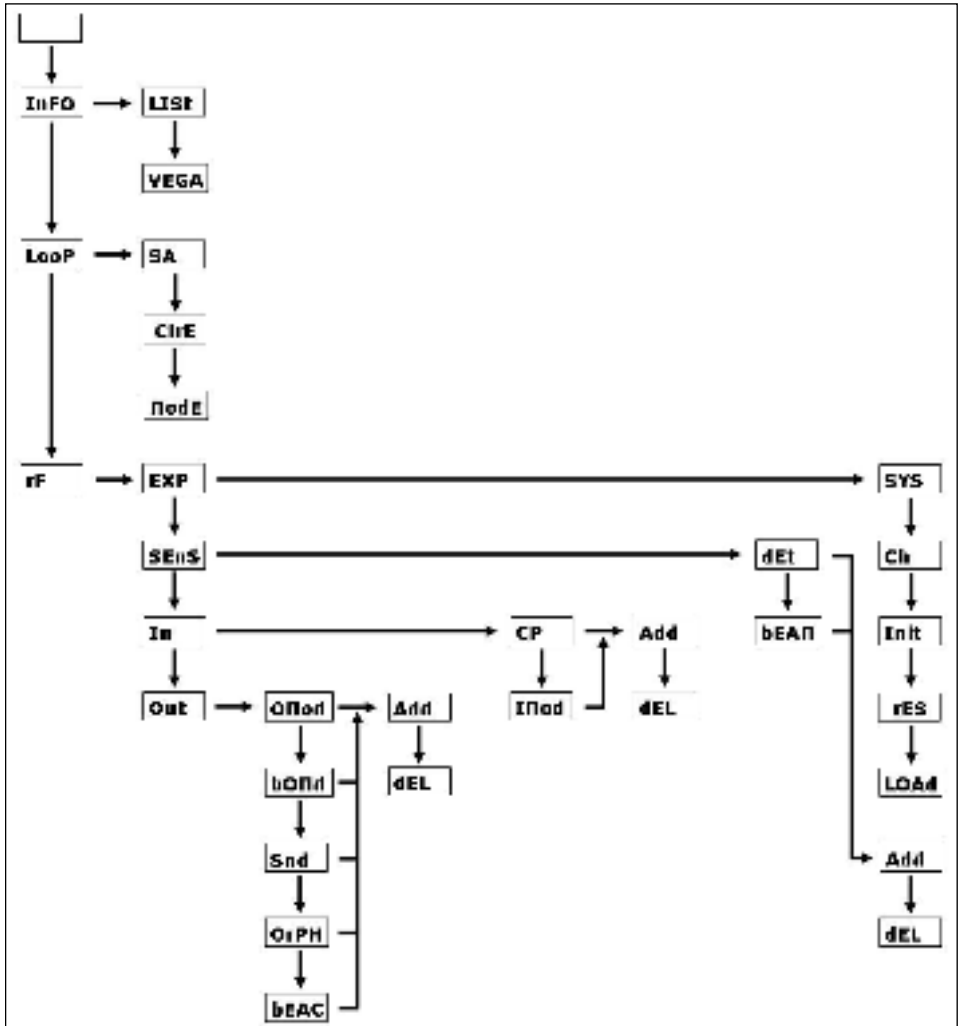 InFO LISt
VEGA
LooP SA
ClrE
ПodE
rF EXP SYS
SEnS dEt Clr
In CP Add bEAП Init
Out OПod Add IПod dEL rES
bOПd dEL LOAd
Snd Add
OrPH dEL
bEAC